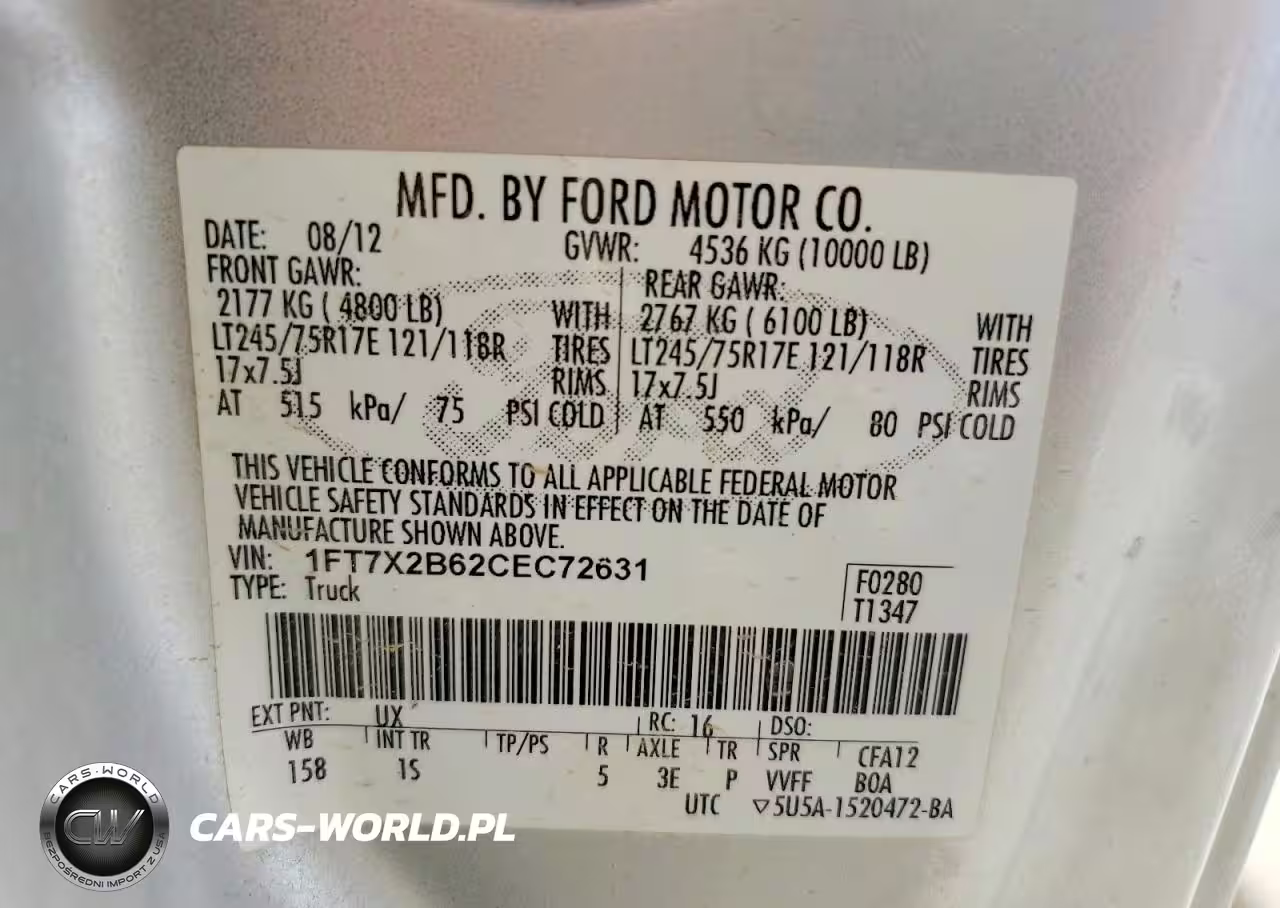 MFD. BY FORD MOTOR CO.
DATE: 08/12 GVWR: 4536 KG (10000 LB)
FRONT GAWR: REAR GAWR:
2177 KG ( 4800 LB) WITH 2767 KG ( 6100 LB) WITH
LT245/75R17E 121/118R TIRES LT245/75R17E 121/118R TIRES
17x7.5J RIMS 17x7.5J RIMS
AT 515 kPa/ 75 PSI COLD AT 550 kPa/ 80 PSI COLD
THIS VEHICLE CONFORMS TO ALL APPLICABLE FEDERAL MOTOR
VEHICLE SAFETY STANDARDS IN EFFECT ON THE DATE OF
MANUFACTURE SHOWN ABOVE.
VIN: 1FT7X2B62CEC72631
TYPE: Truck
F0280
T1347
EXT PNT: UX RC: 16 DSO:
WB INT TR TP/PS R AXLE TR SPR CFA12
158 1S 5 3E P VVFF BOA
UTC ▽5U5A-1520472-BA
CARS-WORLD
CW
BEZPOŚREDNI IMPORT Z USA
CARS-WORLD.PL